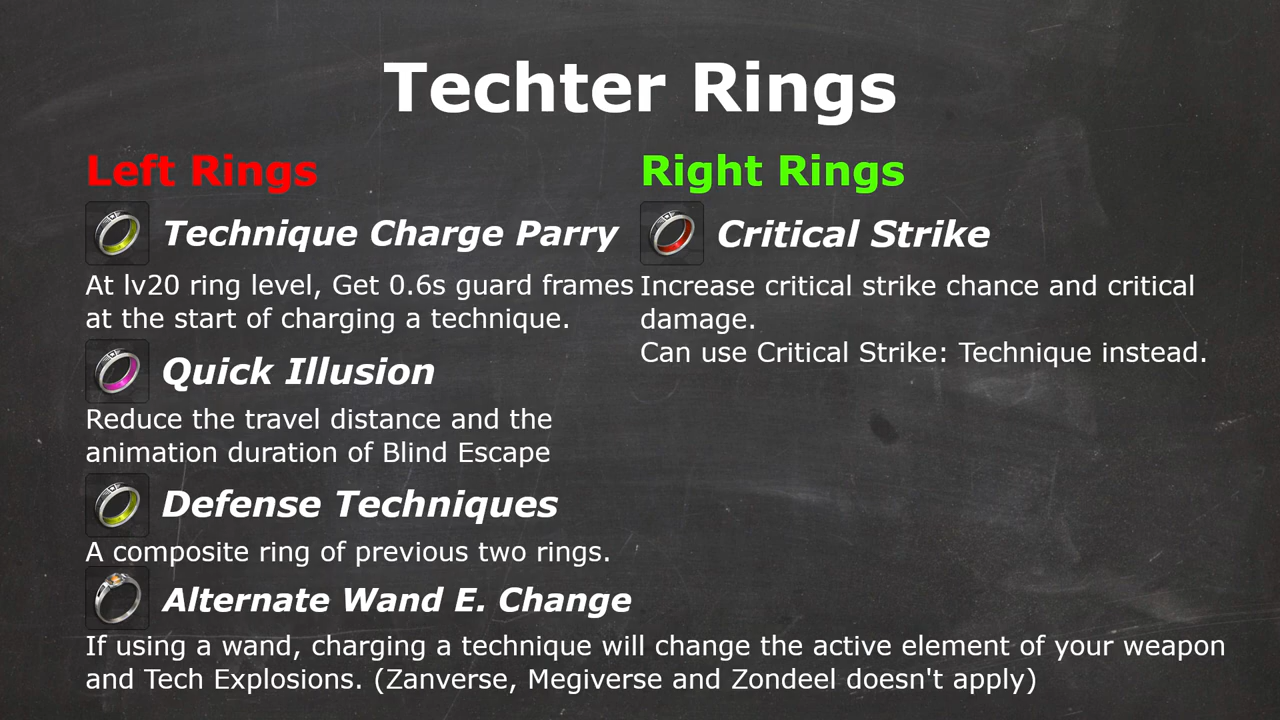 Techter Rings
Left Rings
Technique Charge Parry
At lv20 ring level, Get 0.6s guard frames
at the start of charging a technique.
Quick Illusion
Reduce the travel distance and the
animation duration of Blind Escape
Defense Techniques
A composite ring of previous two rings.
Alternate Wand E. Change
If using a wand, charging a technique will change the active element of your weapon
and Tech Explosions. (Zanverse, Megiverse and Zondeel doesn't apply)
Right Rings
Critical Strike
Increase critical strike chance and critical
damage.
Can use Critical Strike: Technique instead.